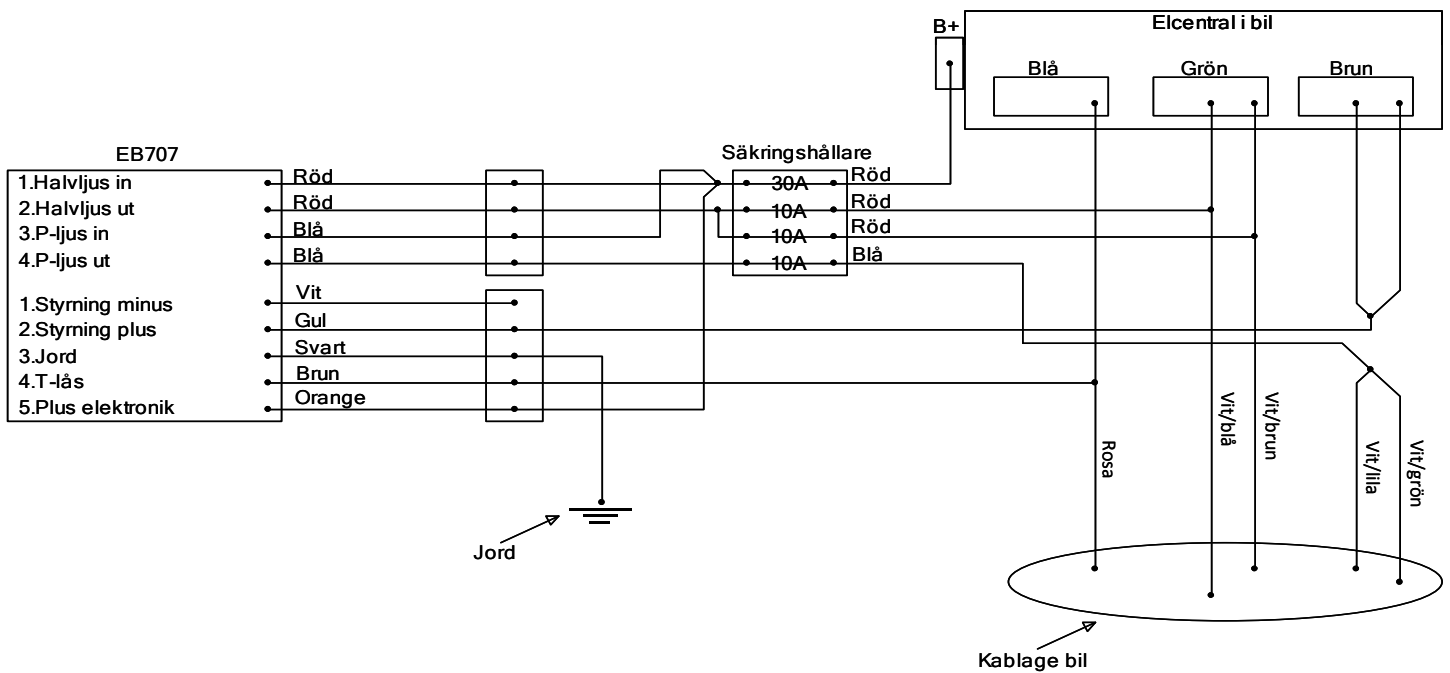 B+
Elcentral i bil
Blå
Grön
Brun
EB707
Säkringshållare
1.Halvljus in
Röd
30A
Röd
2.Halvljus ut
Röd
10A
Röd
3.P-ljus in
Blå
10A
Röd
4.P-ljus ut
Blå
10A
Blå
1.Styrning minus
Vit
2.Styrning plus
Gul
3.Jord
Svart
4.T-lås
Brun
5.Plus elektronik
Orange
Rosa
Vit/blå
Vit/brun
Vit/lila
Vit/grön
Jord
Kablage bil